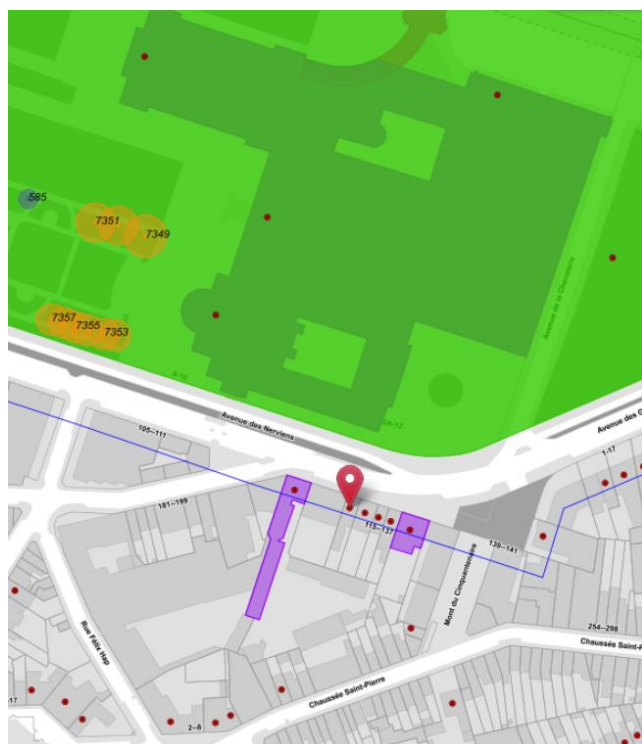 585
7351
7349
7357
7355
7353
Avenue de la Chevalerie
Avenue des Nerviens
105--111
Avenue des G
1-17
181--199
115--137
139--141
Mont du Cinquantenaire
254--298
Chaussée Saint-P
Rue Félix Hap
Chaussée Saint-Pierre
-17
2--8